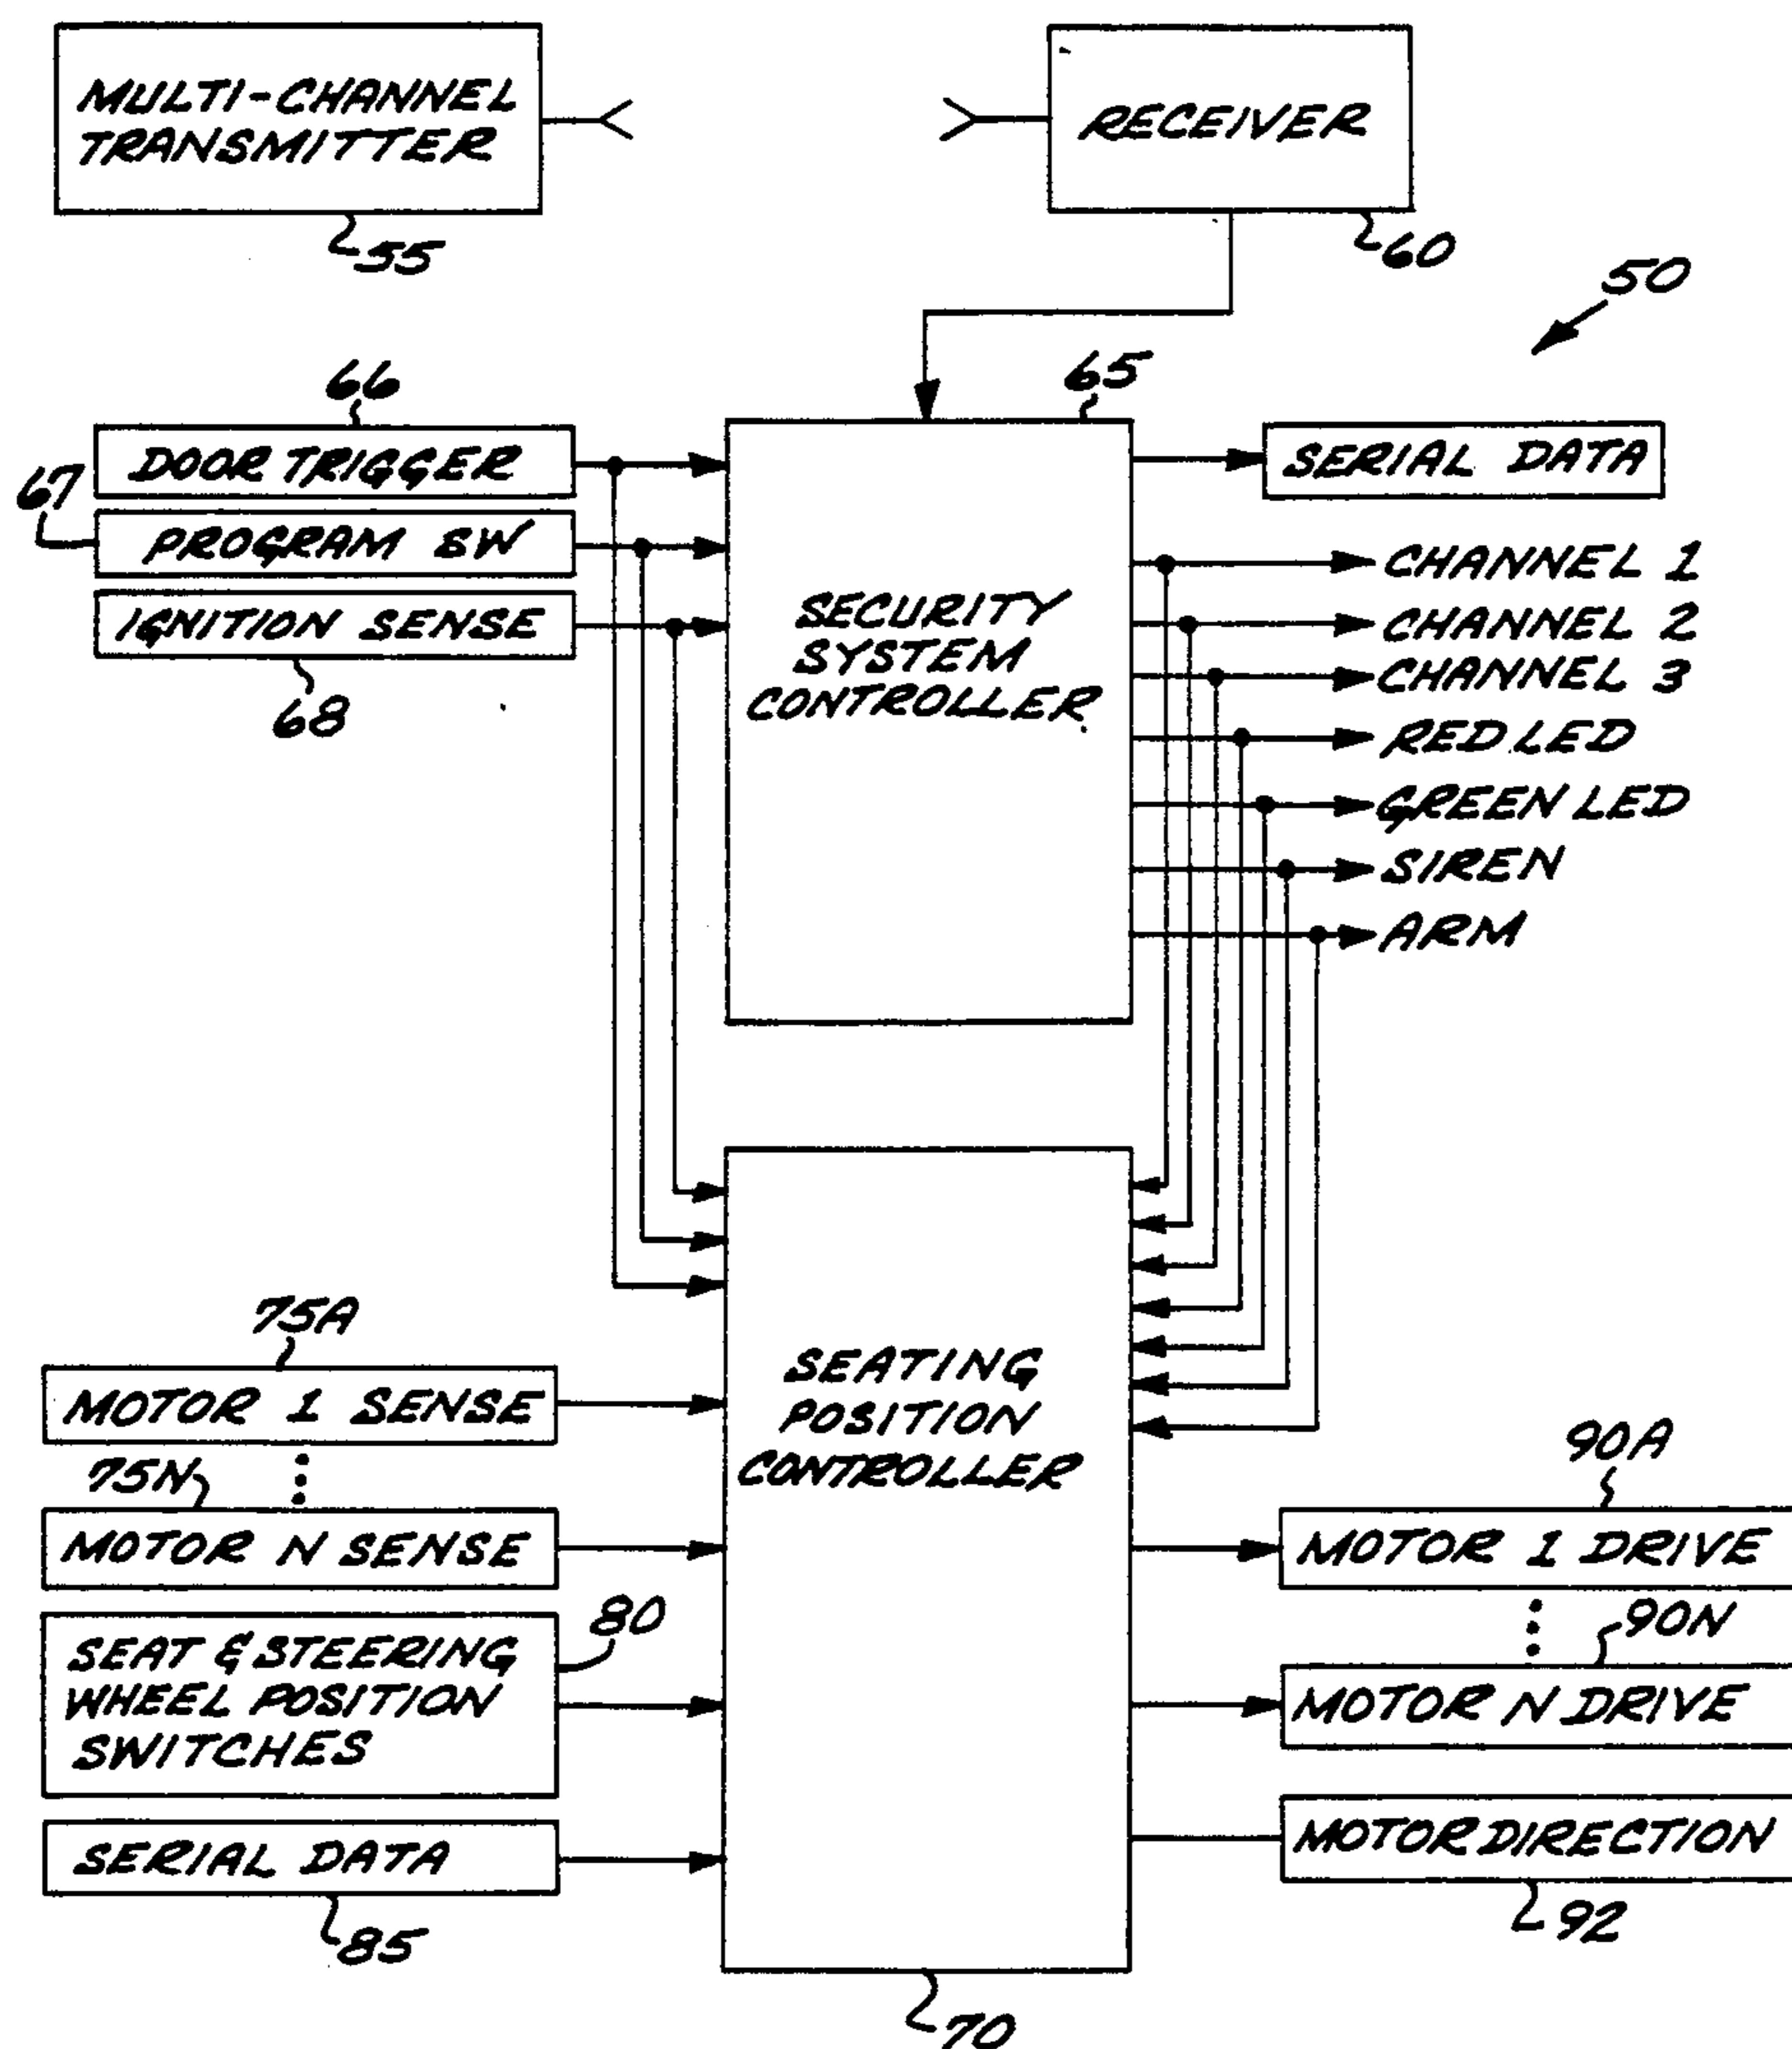 MULTI-CHANNEL
TRANSMITTER
55
RECEIVER
60
50
66
DOOR TRIGGER
67
PROGRAM SW
IGNITION SENSE
68
65
SECURITY
SYSTEM
CONTROLLER
SERIAL DATA
CHANNEL 1
CHANNEL 2
CHANNEL 3
RED LED
GREEN LED
SIREN
ARM
SEATING
POSITION
CONTROLLER
70
75A
MOTOR 1 SENSE
75N
MOTOR N SENSE
80
SEAT & STEERING
WHEEL POSITION
SWITCHES
SERIAL DATA
85
90A
MOTOR 1 DRIVE
90N
MOTOR N DRIVE
MOTOR DIRECTION
92